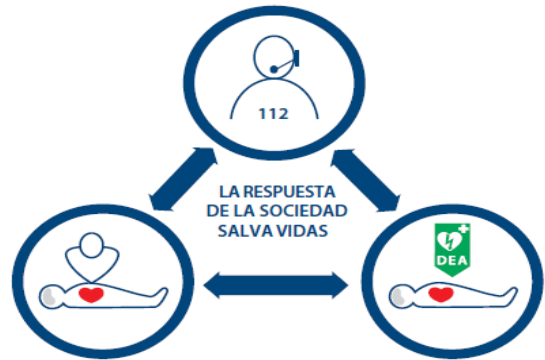 112
LA RESPUESTA
DE LA SOCIEDAD
SALVA VIDAS
DEA